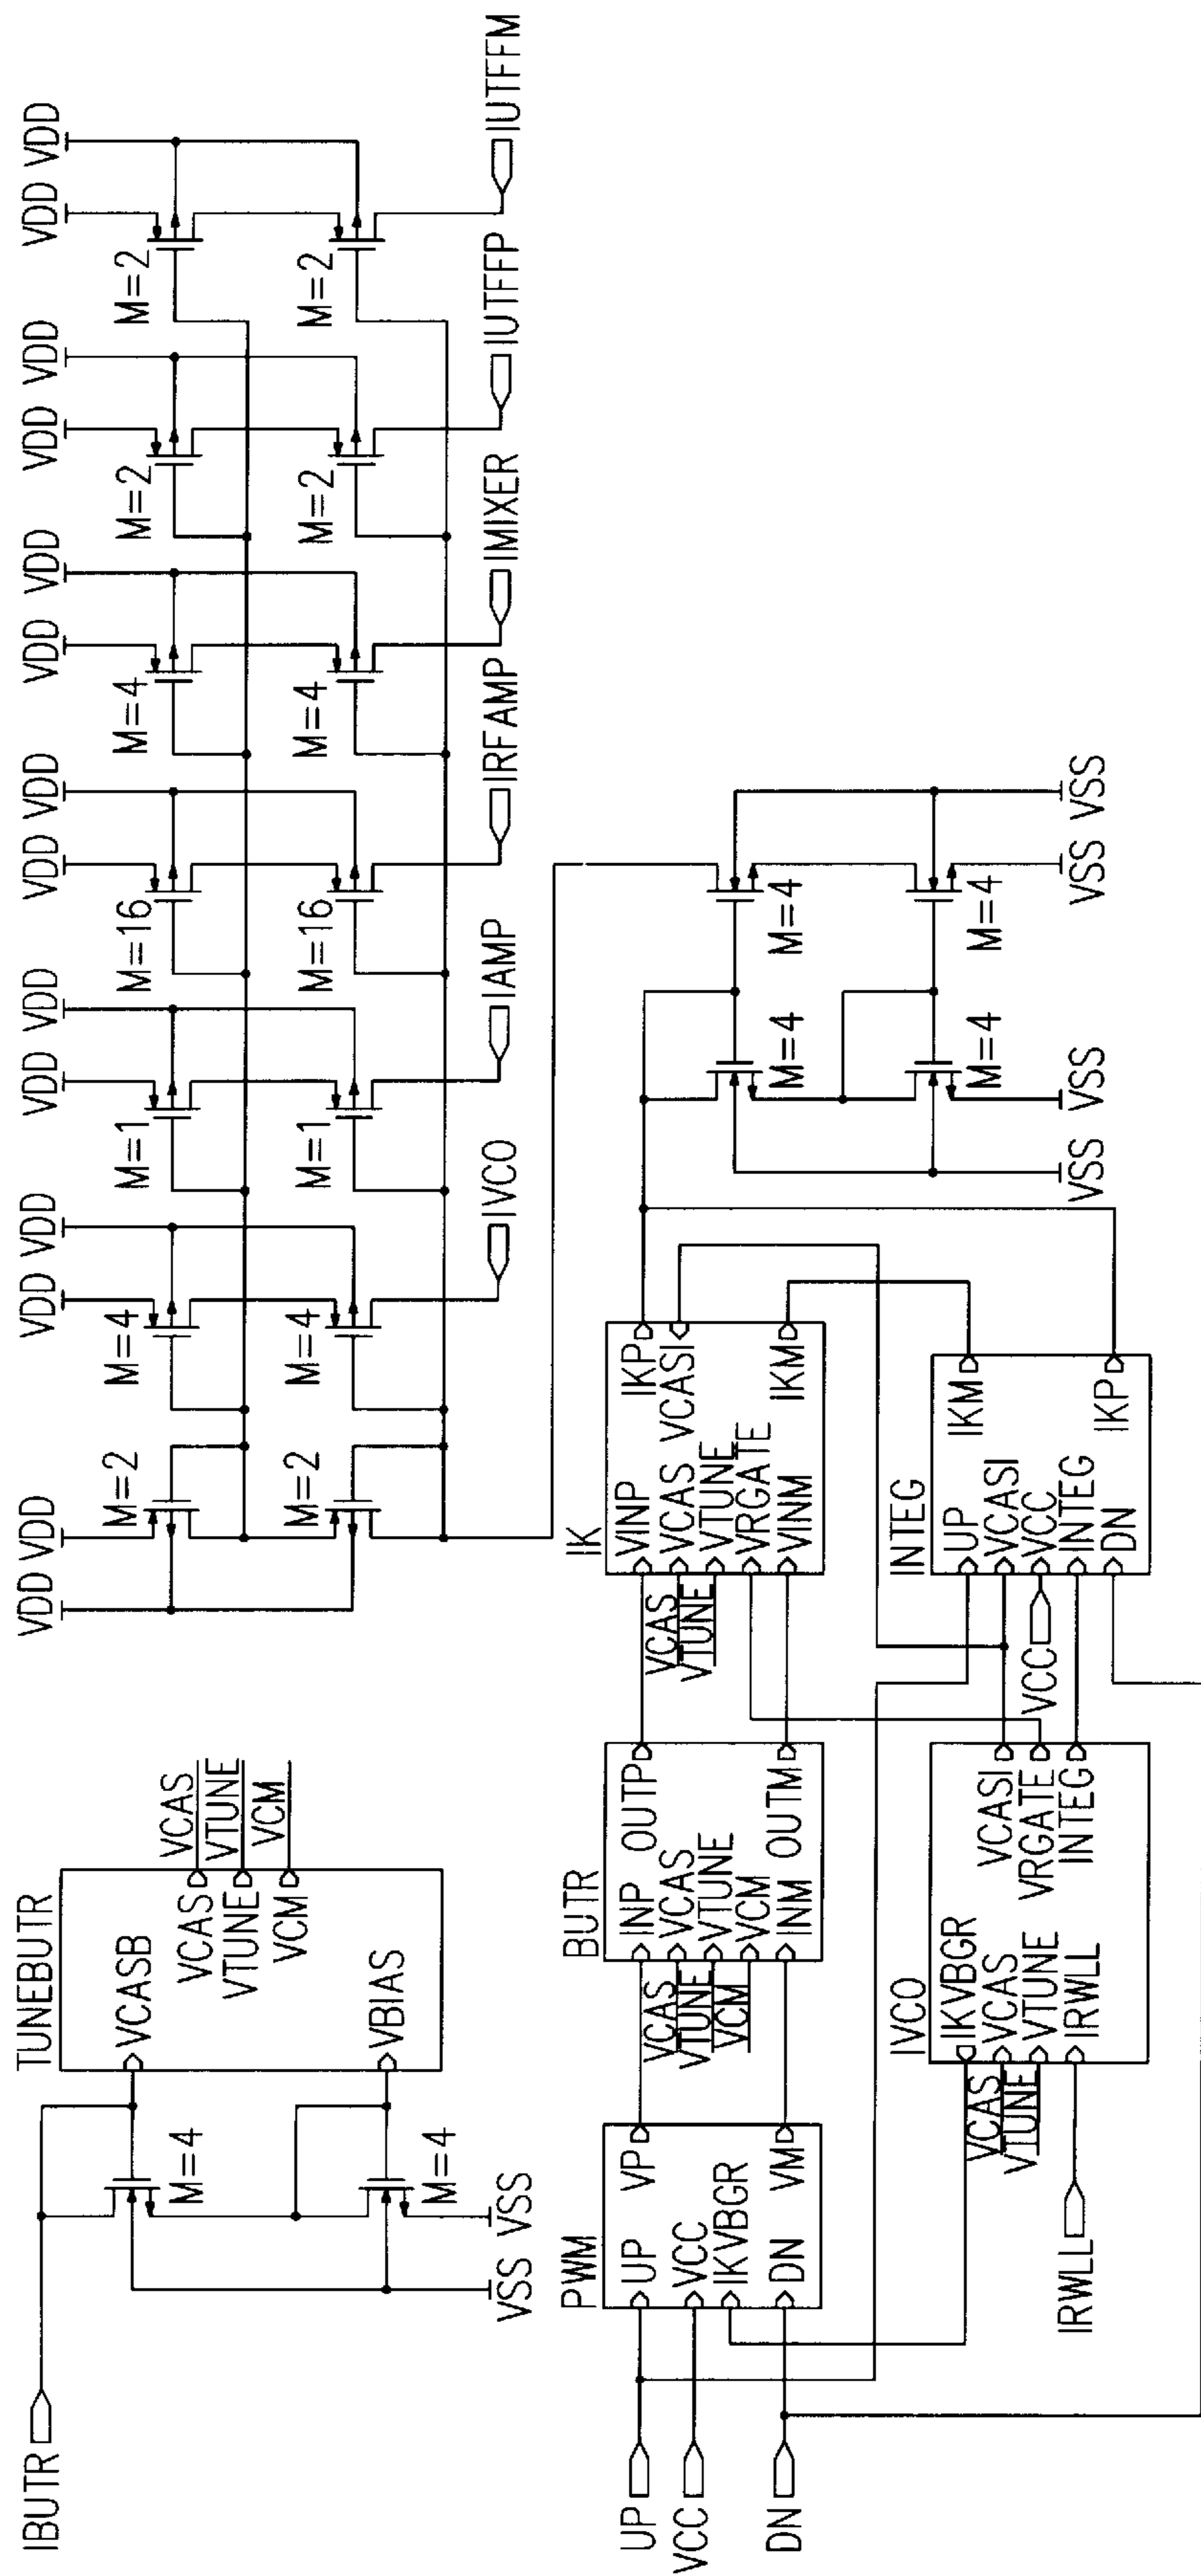 IBUTR
TUNEBUTR
VCASB
VCAS
VTUNE
VCM
VBIAS
VCAS
VTUNE
VCM
M=4
M=4
VSS VSS
VDD VDD
M=2
M=2
VDD VDD
M=4
M=4
IVCO
VDD VDD
M=1
M=1
IAMP
VDD VDD
M=16
M=16
IRFAMP
VDD VDD
M=4
M=4
IMIXER
VDD VDD
M=2
M=2
IUTFFP
VDD VDD
M=2
M=2
IUTFFM
UP
VCC
DN
PWM
UP
VCC
IKVBGR
DN
VP
VM
VCAS
VTUNE
VCM
BUTR
INP
VCAS
VTUNE
VCM
INM
OUTP
OUTM
VCAS
VTUNE
IK
VINP
VCAS
VTUNE
VRGATE
VINM
IKP
VCASI
IKM
M=4
M=4
M=4
M=4
VSS
VSS
VSS
VSS
IRWLL
VCAS
VTUNE
IVCO
IKVBGR
VCAS
VTUNE
IRWLL
VCASI
VRGATE
INTEG
VCC
INTEG
UP
VCASI
VCC
INTEG
DN
IKM
IKP